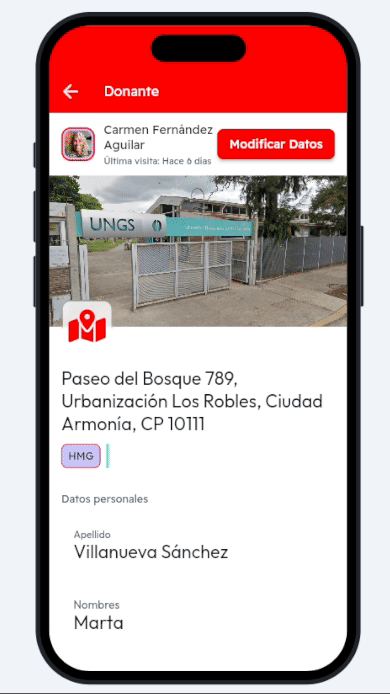 Donante
Carmen Fernández
Aguilar
Última visita: Hace 6 días
Modificar Datos
UNGS
Paseo del Bosque 789,
Urbanización Los Robles, Ciudad
Armonía, CP 10111
HMG
Datos personales
Apellido
Villanueva Sánchez
Nombres
Marta